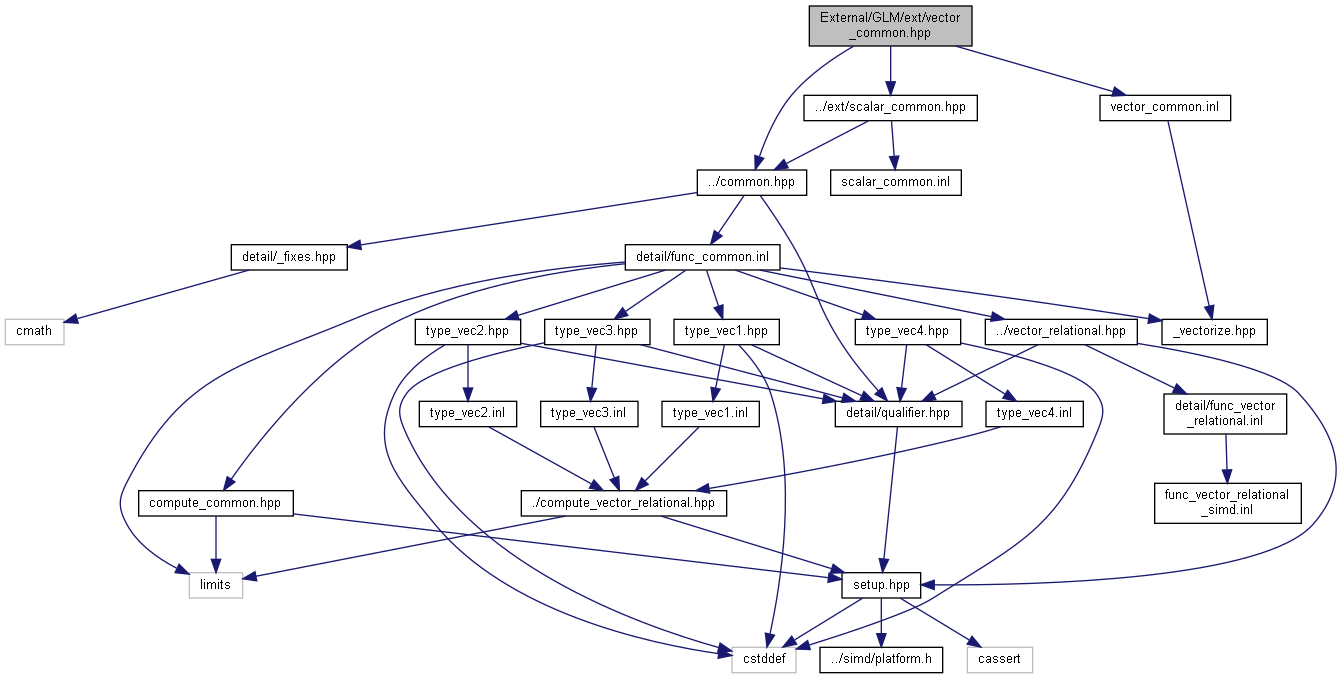 External/GLM/ext/vector
_common.hpp
../ext/scalar_common.hpp
vector_common.inl
../common.hpp
scalar_common.inl
detail/_fixes.hpp
detail/func_common.inl
cmath
type_vec2.hpp
type_vec3.hpp
type_vec1.hpp
type_vec4.hpp
../vector_relational.hpp
_vectorize.hpp
type_vec2.inl
type_vec3.inl
type_vec1.inl
detail/qualifier.hpp
type_vec4.inl
detail/func_vector
_relational.inl
compute_common.hpp
./compute_vector_relational.hpp
func_vector_relational
_simd.inl
limits
setup.hpp
cstddef
../simd/platform.h
cassert